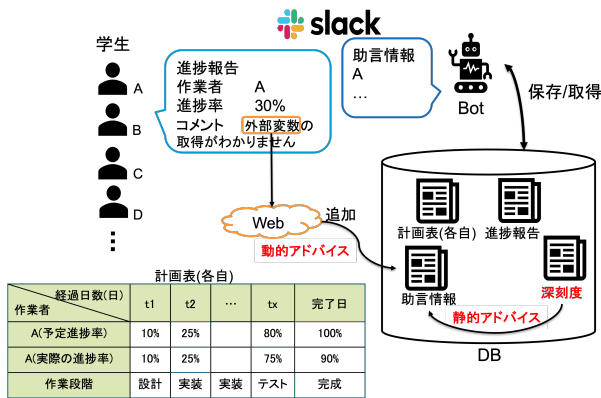 slack
学生
A
B
C
D
進捗報告
作業者 A
進捗率 30%
コメント 外部変数の
取得がわかりません
助言情報
A
…
Bot
保存/取得
Web
追加
動的アドバイス
計画表(各自)
進捗報告
助言情報
深刻度
静的アドバイス
DB
計画表(各自)
経過日数(日)
作業者
t1 t2 … tx 完了日
A(予定進捗率) 10% 25% 80% 100%
A(実際の進捗率) 10% 25% 75% 90%
作業段階 設計 実装 実装 テスト 完成